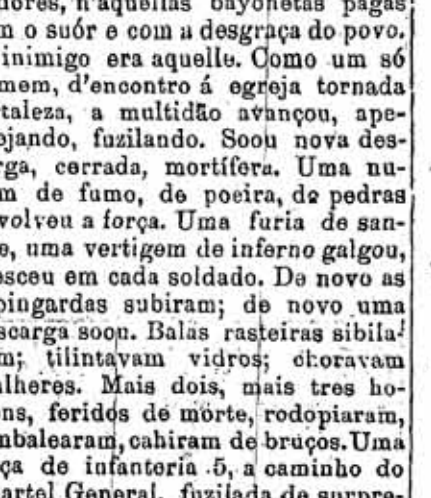 dores, n'aquellas bayonetas pagas
m o suór e com a desgraça do povo.
inimigo era aquelle. Como um só
mem, d'encontro á egreja tornada
rtaleza, a multidão avançou, ape-
ejando, fuzilando. Soou nova des-
rga, cerrada, mortífera. Uma nu-
m de fumo, de poeira, de pedras
volveu a força. Uma furia de san-
e, uma vertigem de inferno galgou,
esceu em cada soldado. De novo as
pingardas subiram; de novo uma
scarga soou. Balas rasteiras sibila-
m; tilintavam vidros; choravam
lheres. Mais dois, mais tres ho-
ens, feridos de morte, rodopiaram,
mbalearam, cahiram de bruços. Uma
ça de infanteria 5, a caminho do
artel General, fuzilada de surpre-